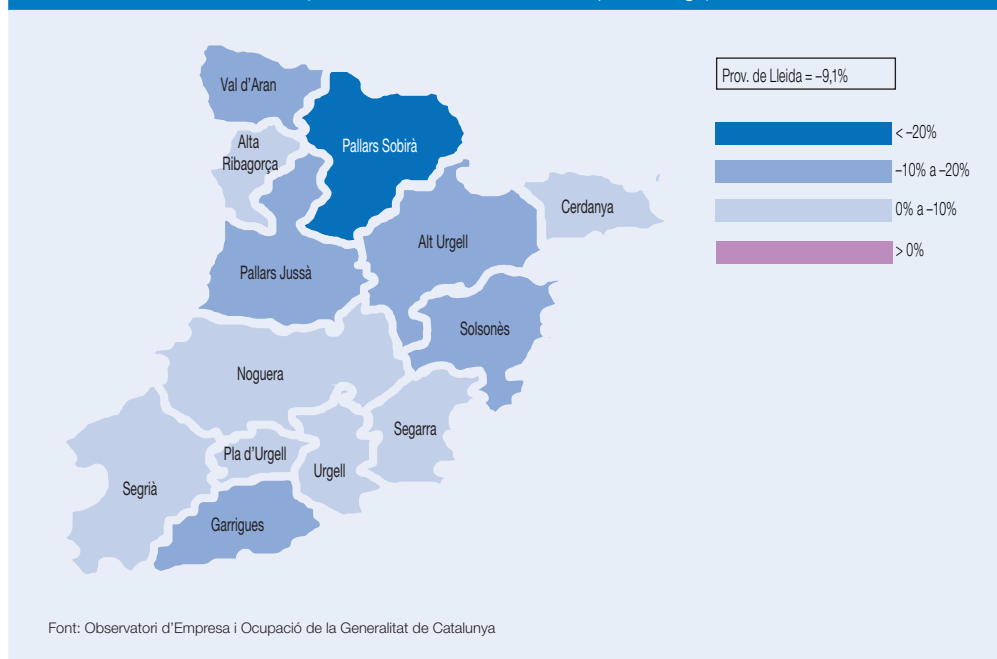 Prov. de Lleida = –9,1%
< –20%
–10% a –20%
0% a –10%
> 0%
Val d'Aran
Alta
Ribagorça
Pallars Sobirà
Cerdanya
Alt Urgell
Pallars Jussà
Solsonès
Noguera
Segarra
Pla d'Urgell
Urgell
Segrià
Garrigues
Font: Observatori d'Empresa i Ocupació de la Generalitat de Catalunya